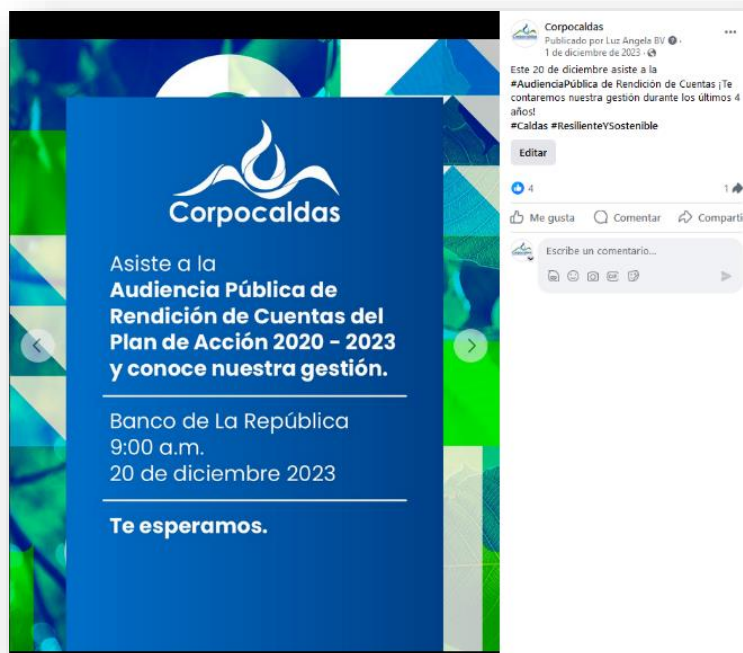 Corpocaldas
Asiste a la
Audiencia Pública de
Rendición de Cuentas del
Plan de Acción 2020 - 2023
y conoce nuestra gestión.
Banco de La República
9:00 a.m.
20 de diciembre 2023
Te esperamos.
Corpocaldas
Publicado por Luz Angela BV
1 de diciembre de 2023 ·
Este 20 de diciembre asiste a la
#AudienciaPública de Rendición de Cuentas ¡Te
contaremos nuestra gestión durante los últimos 4
años!
#Caldas #ResilienteYSostenible
Editar
4
1
Me gusta
Comentar
Comparti
Escribe un comentario...